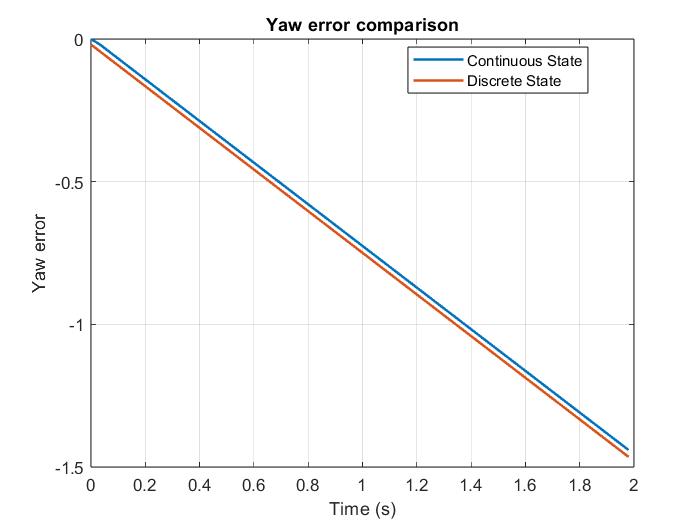 Yaw error comparison
Continuous State
Discrete State
0
-0.5
-1
-1.5
Yaw error
0 0.2 0.4 0.6 0.8 1 1.2 1.4 1.6 1.8 2
Time (s)